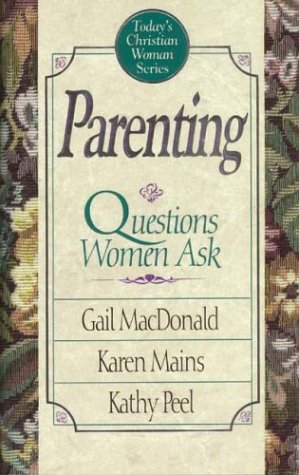 Today's
Christian
Woman
Series
Parenting
Questions
Women Ask
Gail MacDonald
Karen Mains
Kathy Peel